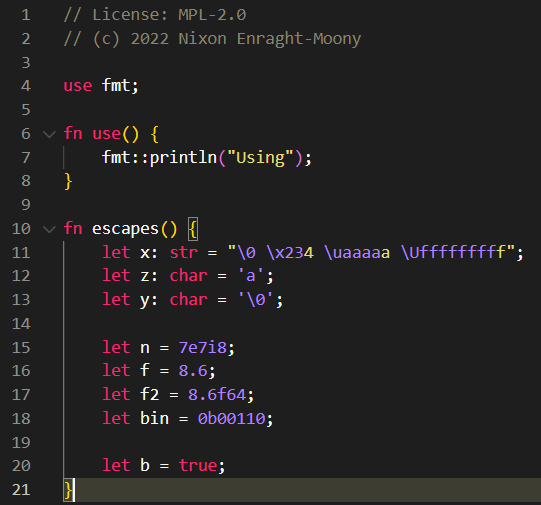 1 // License: MPL-2.0
2 // (c) 2022 Nixon Enraght-Moony
3
4 use fmt;
5
6 fn use() {
7     fmt::println("Using");
8 }
9
10 fn escapes() {
11     let x: str = "\0 \x234 \uaaaaa \Ufffffffff";
12     let z: char = 'a';
13     let y: char = '\0';
14
15     let n = 7e7i8;
16     let f = 8.6;
17     let f2 = 8.6f64;
18     let bin = 0b00110;
19
20     let b = true;
21 }